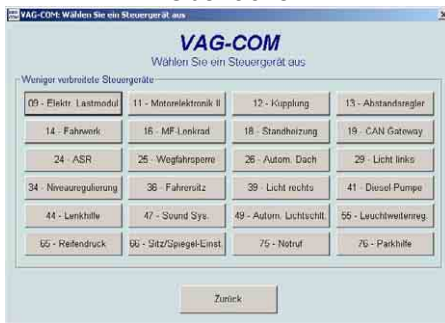 VAG-COM: Wählen Sie ein Steuergerät aus
VAG-COM
Wählen Sie ein Steuergerät aus
Weniger verbreitete Steuergeräte
09 - Elektr. Lastmodul 11 - Motorelektronik II 12 - Kupplung 13 - Abstandsregler
14 - Fahrwerk 16 - MF-Lenkrad 18 - Standheizung 19 - CAN Gateway
24 - ASR 25 - Wegfahrsperre 26 - Autom. Dach 29 - Licht links
34 - Niveauregulierung 36 - Fahrersitz 39 - Licht rechts 41 - Diesel-Pumpe
44 - Lenkhilfe 47 - Sound Sys. 49 - Autom. Lichtschlt. 55 - Leuchtweitenreg.
65 - Reifendruck 66 - Sitz/Spiegel-Einst. 75 - Notruf 76 - Parkhilfe
Zurück